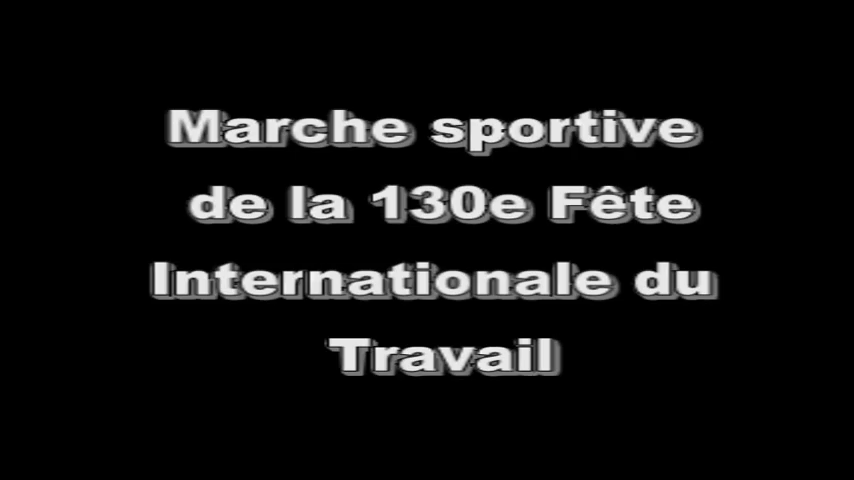 Marche sportive
de la 130e Fête
Internationale du
Travail